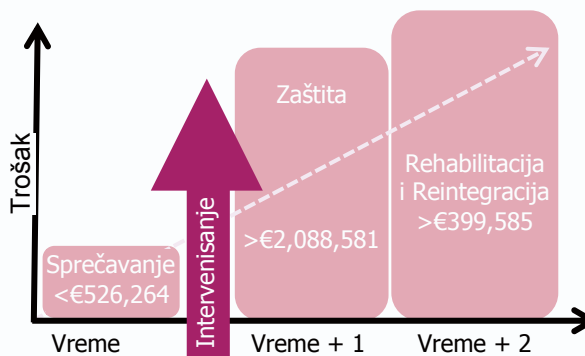 Trošak
Sprečavanje
<€526,264
Intervenisanje
Zaštita
>€2,088,581
Rehabilitacija
i Reintegracija
>€399,585
Vreme
Vreme + 1
Vreme + 2